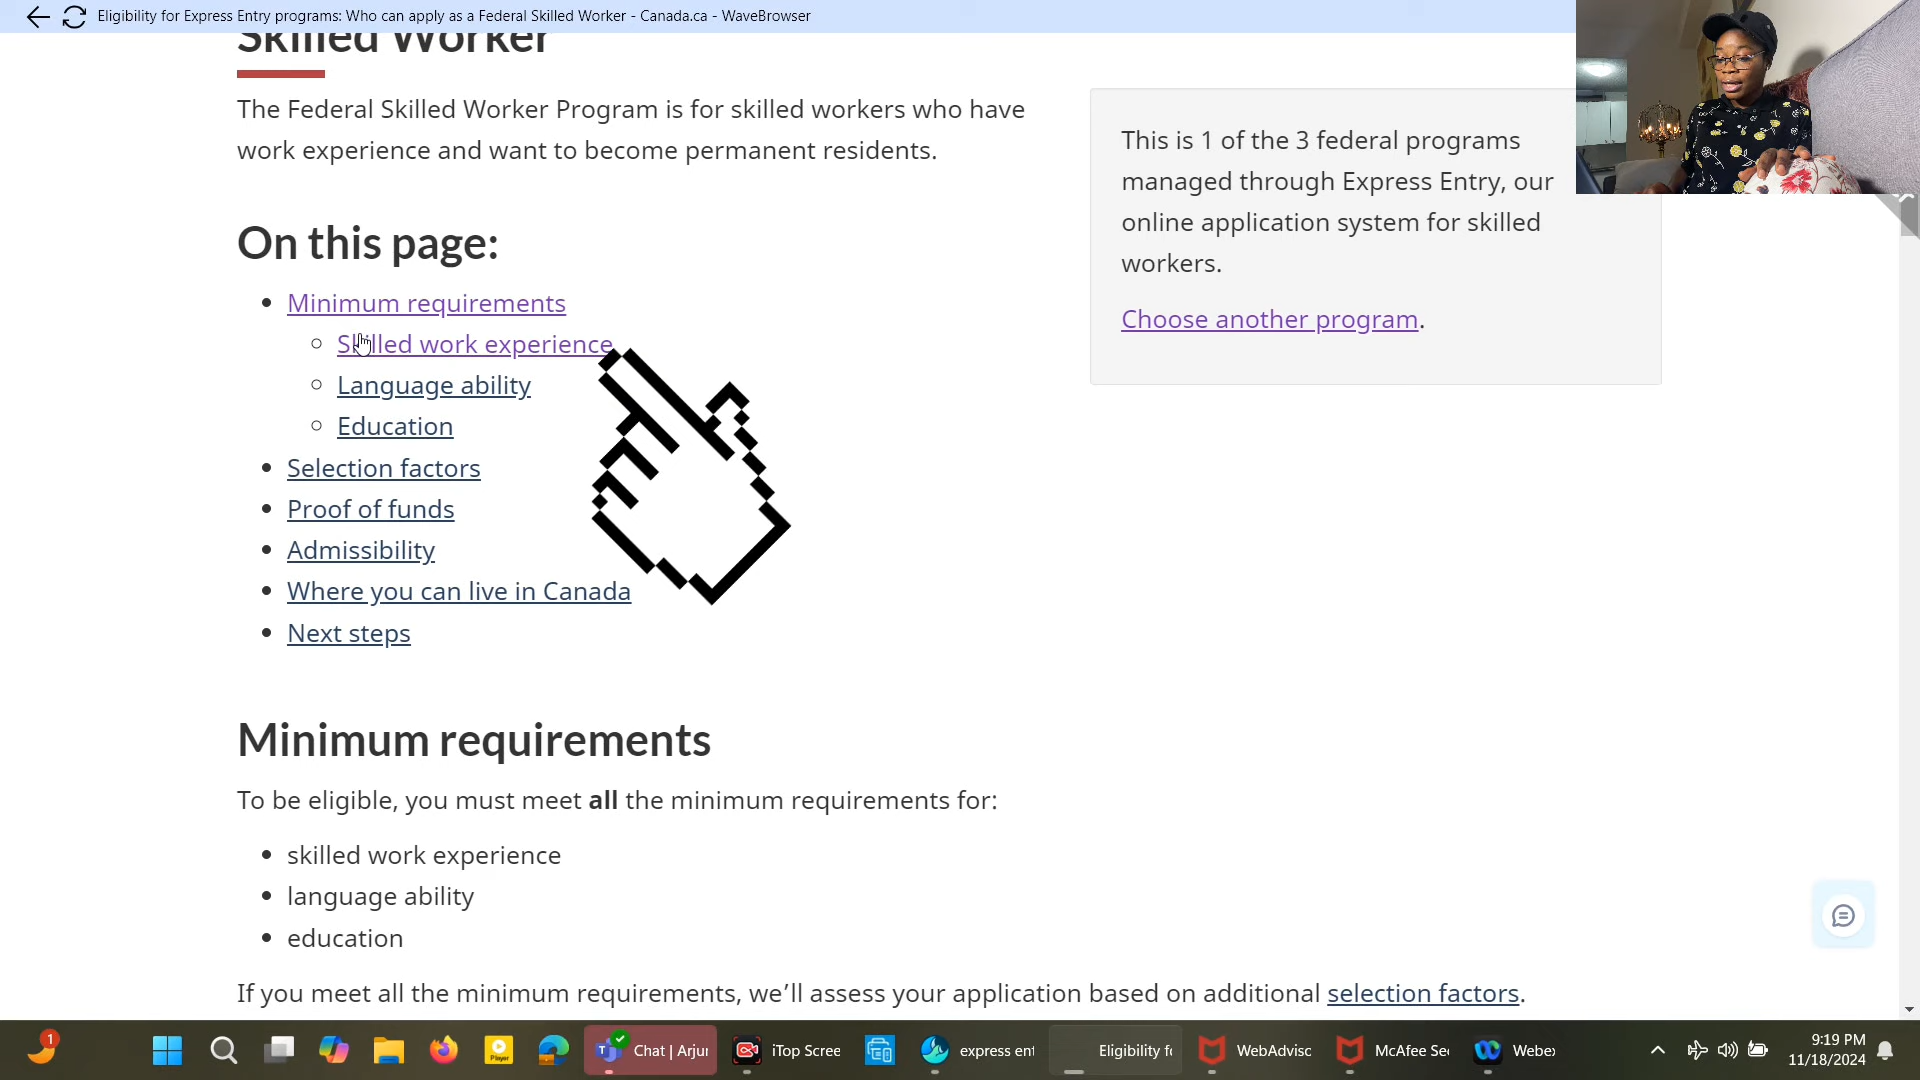 Eligibility for Express Entry programs: Who can apply as a Federal Skilled Worker - Canada.ca - WaveBrowser
Skilled Worker
The Federal Skilled Worker Program is for skilled workers who have
work experience and want to become permanent residents.
This is 1 of the 3 federal programs
managed through Express Entry, our
online application system for skilled
workers.
Choose another program.
On this page:
Minimum requirements
Skilled work experience
Language ability
Education
Selection factors
Proof of funds
Admissibility
Where you can live in Canada
Next steps
Minimum requirements
To be eligible, you must meet all the minimum requirements for:
skilled work experience
language ability
education
If you meet all the minimum requirements, we’ll assess your application based on additional selection factors.
1
Player
Chat | Arjur
iTop Scree
express ent
Eligibility fo
WebAdvisc
McAfee Sec
Webex
9:19 PM
11/18/2024